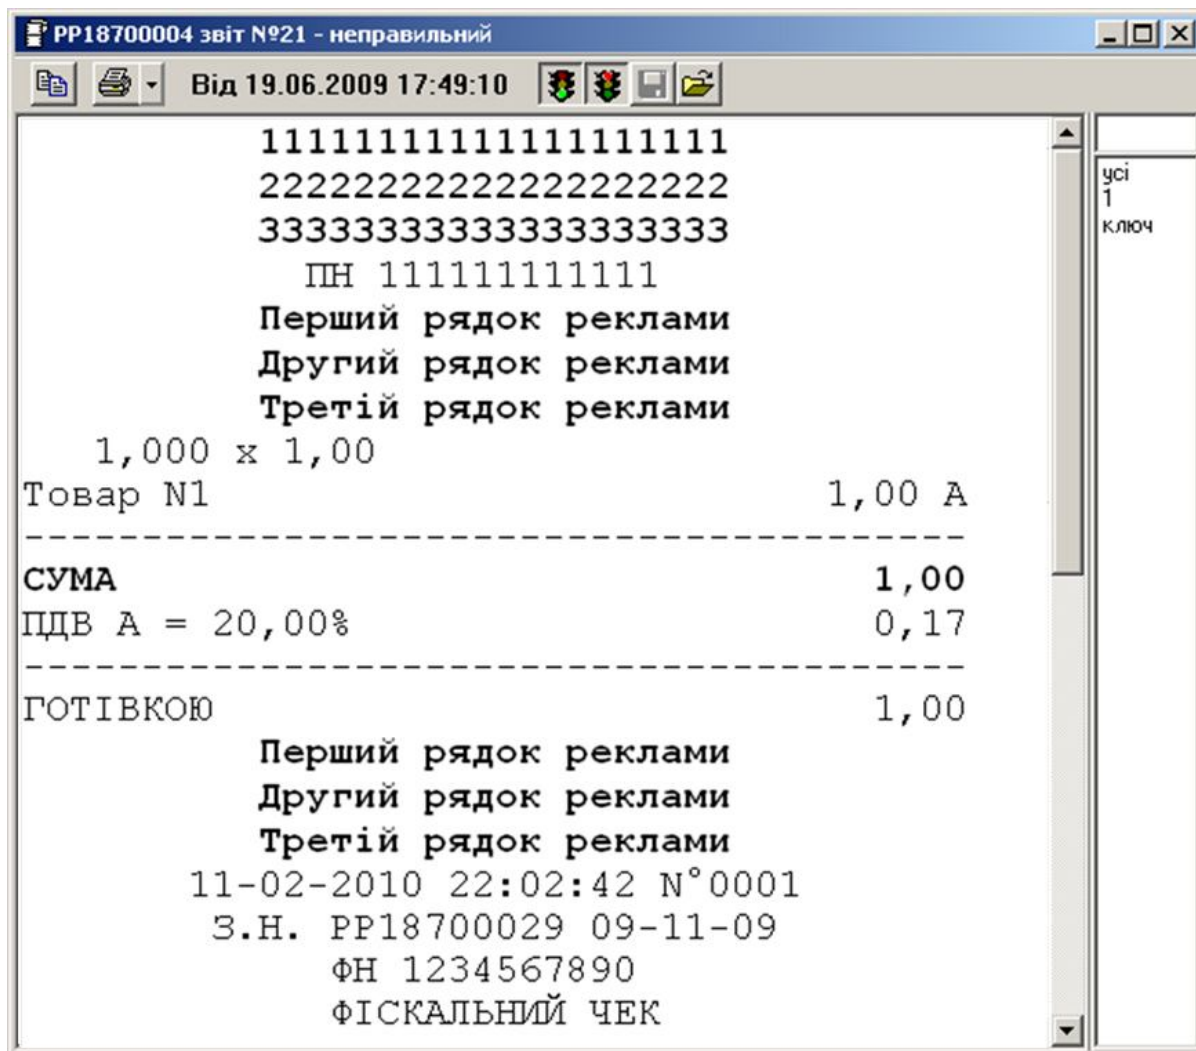 PP18700004 звіт №21 - неправильний
Від 19.06.2009 17:49:10
11111111111111111111
22222222222222222222
33333333333333333333
ПН 111111111111
Перший рядок реклами
Другий рядок реклами
Третій рядок реклами
1,000 x 1,00
Товар N1 1,00 А
----------------------------------------
СУМА 1,00
ПДВ А = 20,00% 0,17
----------------------------------------
ГОТІВКОЮ 1,00
Перший рядок реклами
Другий рядок реклами
Третій рядок реклами
11-02-2010 22:02:42 N°0001
З.Н. PP18700029 09-11-09
ФН 1234567890
ФІСКАЛЬНИЙ ЧЕК
усі
1
ключ